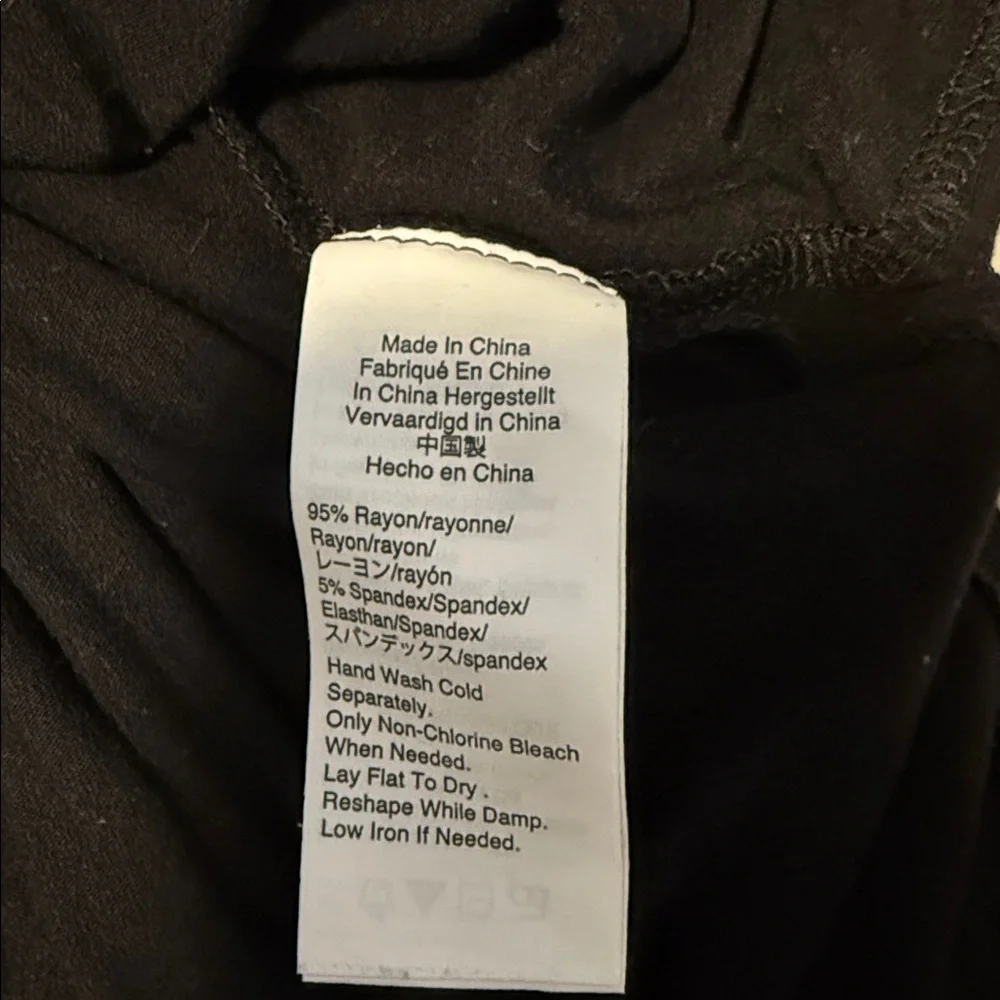 Made In China
Fabriqué En Chine
In China Hergestellt
Vervaardigd in China
中国製
Hecho en China
95% Rayon/rayonne/
Rayon/rayon/
レーヨン/rayón
5% Spandex/Spandex/
Elasthan/Spandex/
スパンデックス/spandex
Hand Wash Cold
Separately.
Only Non-Chlorine Bleach
When Needed.
Lay Flat To Dry .
Reshape While Damp.
Low Iron If Needed.